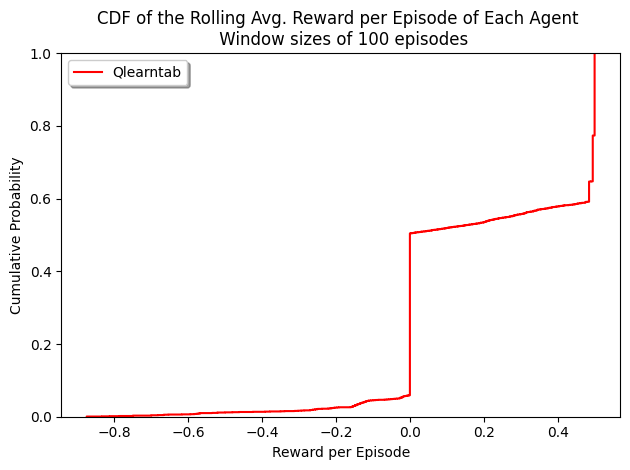 CDF of the Rolling Avg. Reward per Episode of Each Agent
Window sizes of 100 episodes
Qlearntab
1.0
0.8
0.6
0.4
0.2
0.0
Cumulative Probability
−0.8 −0.6 −0.4 −0.2 0.0 0.2 0.4
Reward per Episode